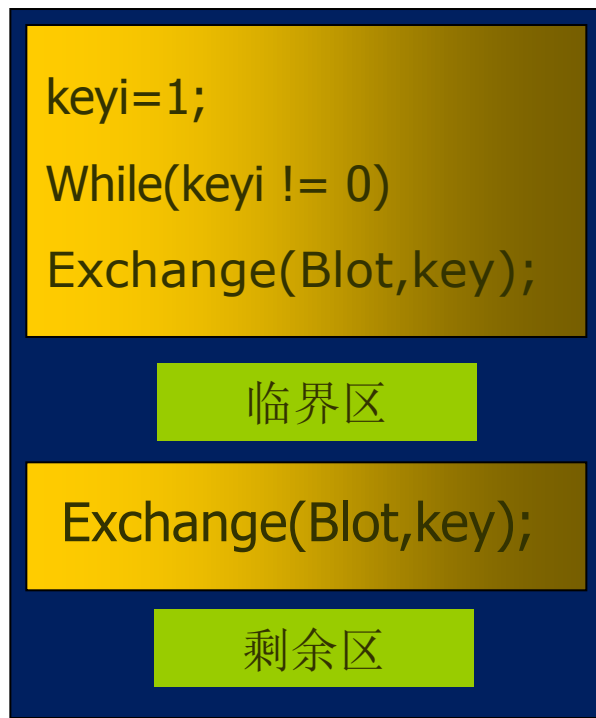 keyi=1;
While(keyi != 0)
Exchange(Blot,key);
临界区
Exchange(Blot,key);
剩余区